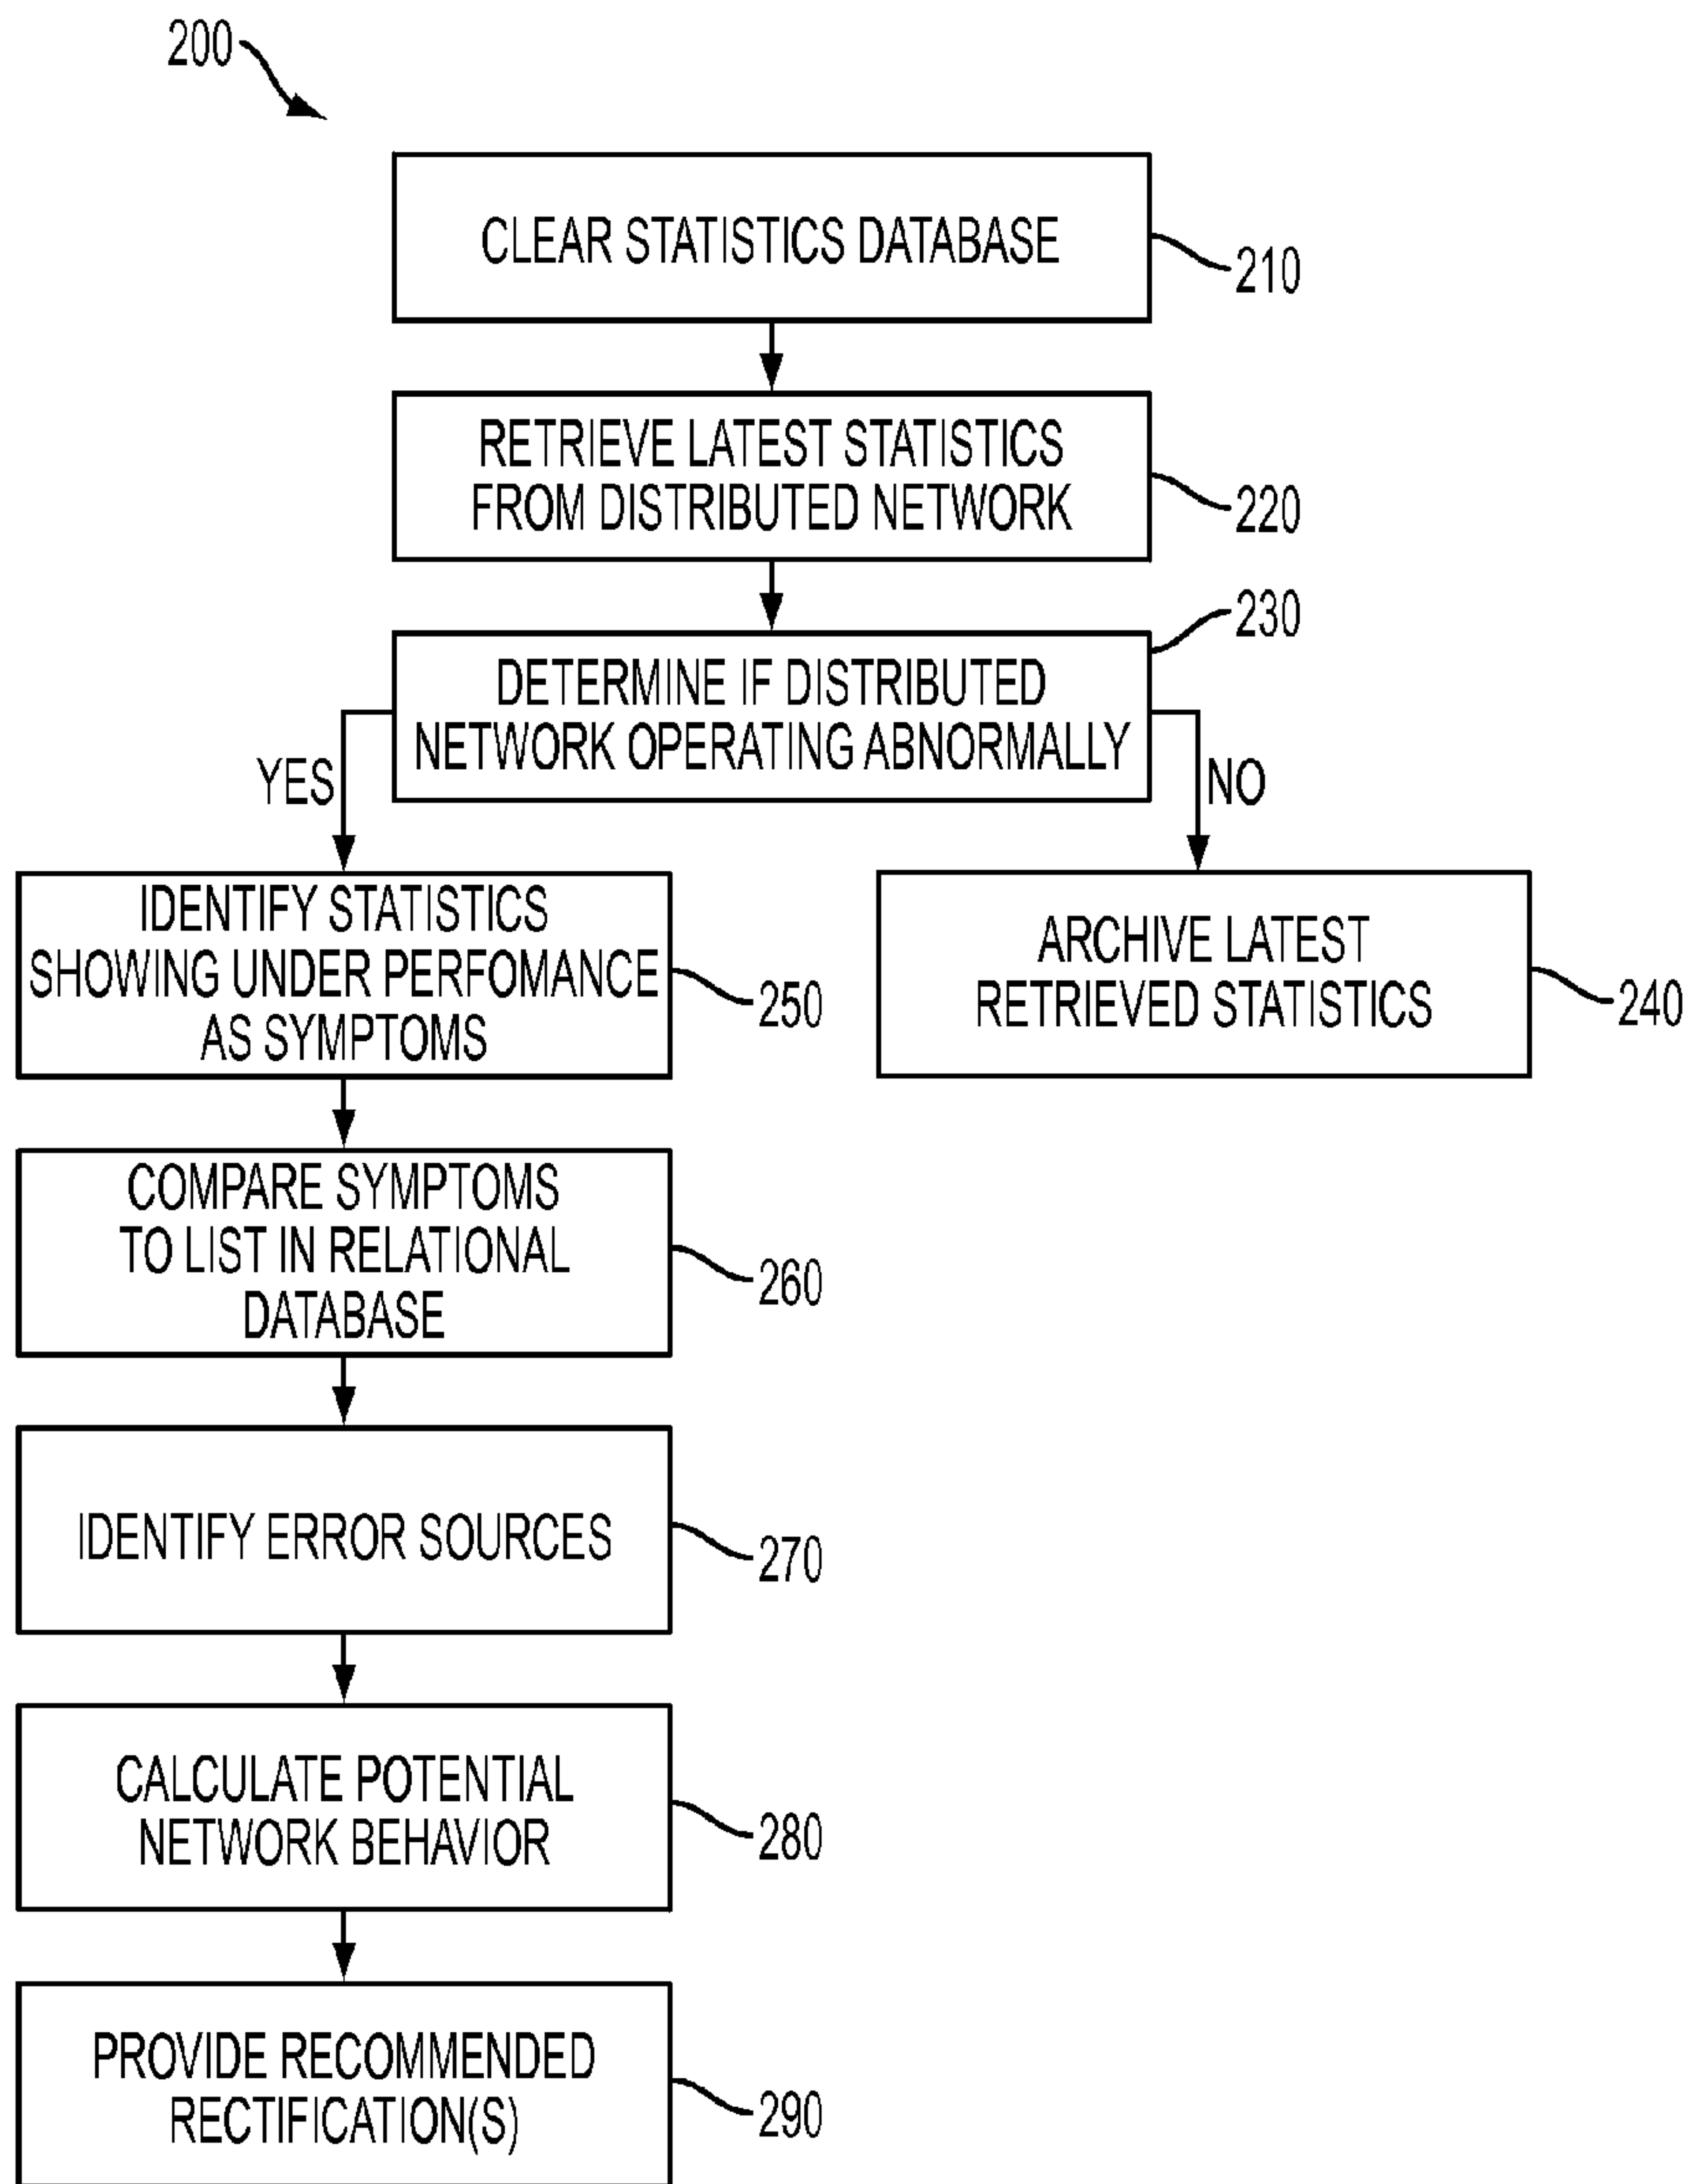 200
CLEAR STATISTICS DATABASE
210
RETRIEVE LATEST STATISTICS
FROM DISTRIBUTED NETWORK
220
230
DETERMINE IF DISTRIBUTED
NETWORK OPERATING ABNORMALLY
YES
NO
IDENTIFY STATISTICS
SHOWING UNDER PERFOMANCE
AS SYMPTOMS
250
ARCHIVE LATEST
RETRIEVED STATISTICS
240
COMPARE SYMPTOMS
TO LIST IN RELATIONAL
DATABASE
260
IDENTIFY ERROR SOURCES
270
CALCULATE POTENTIAL
NETWORK BEHAVIOR
280
PROVIDE RECOMMENDED
RECTIFICATION(S)
290